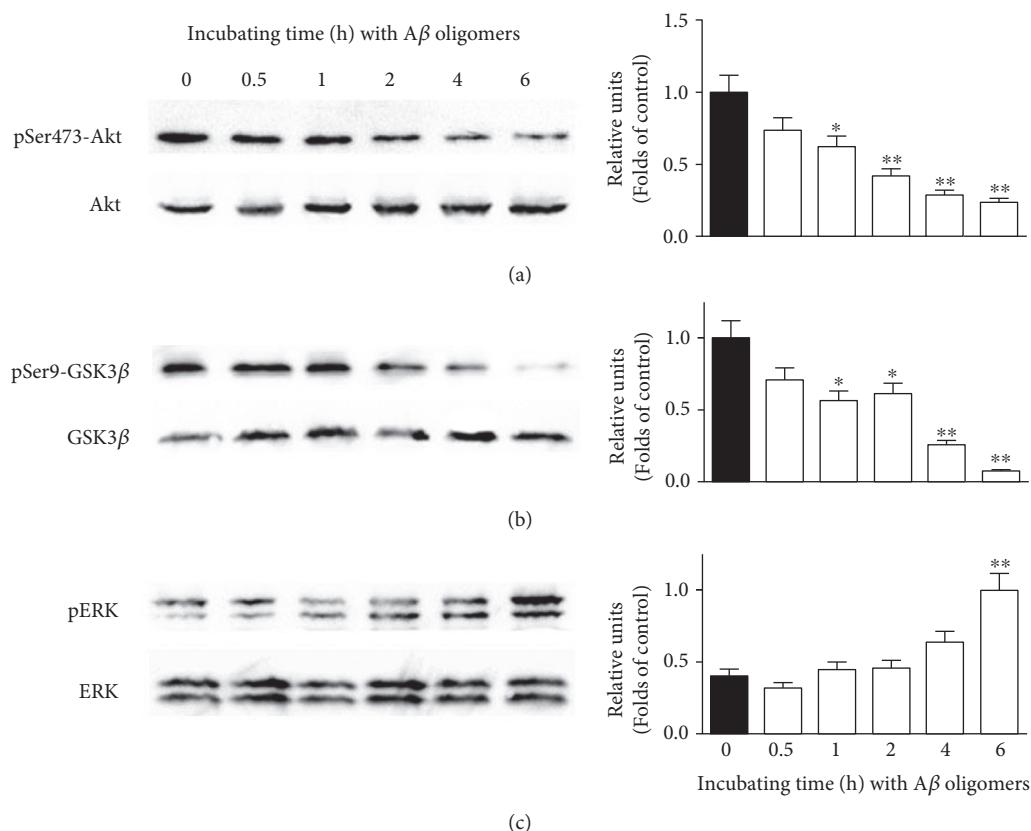 Incubating time (h) with Aβ oligomers
0 0.5 1 2 4 6
pSer473-Akt
Akt
Relative units
(Folds of control)
1.5
1.0
0.5
0.0
*
**
**
**
(a)
pSer9-GSK3β
GSK3β
Relative units
(Folds of control)
1.0
0.5
0.0
*
*
**
**
(b)
pERK
ERK
Relative units
(Folds of control)
1.0
0.5
0.0
**
0 0.5 1 2 4 6
Incubating time (h) with Aβ oligomers
(c)